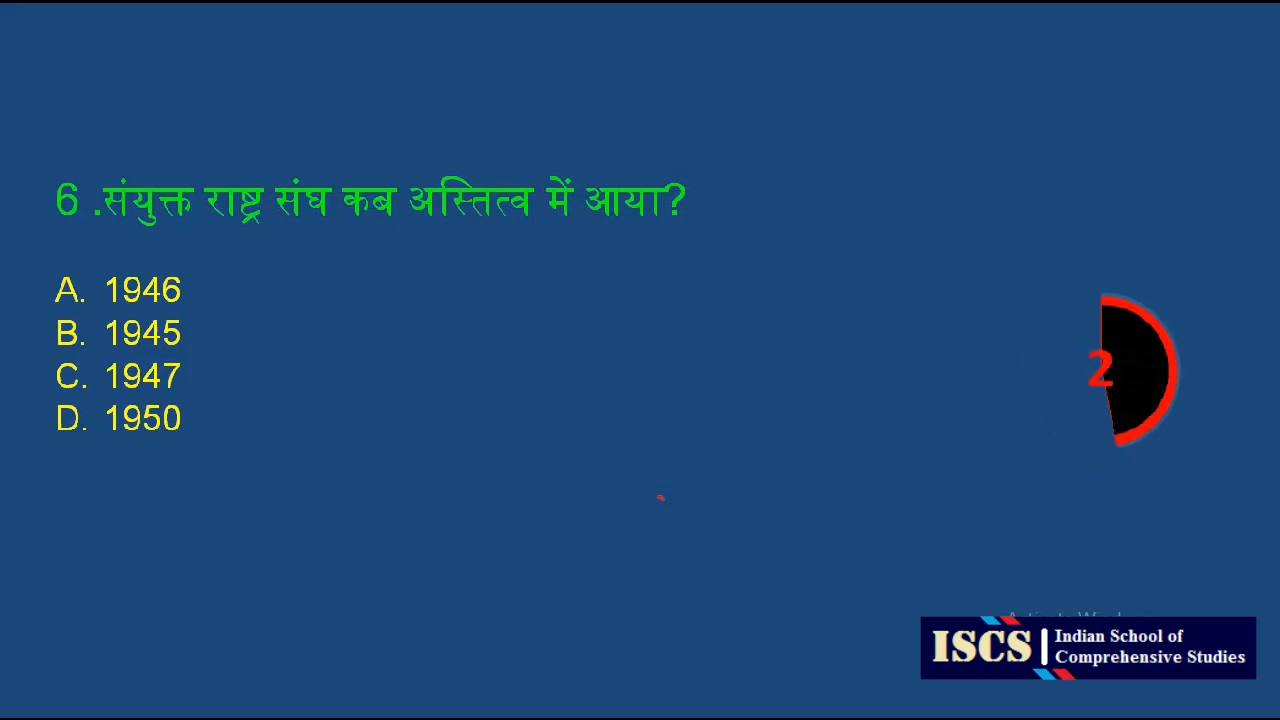 6 .संयुक्त राष्ट्र संघ कब अस्तित्व में आया?
A. 1946
B. 1945
C. 1947
D. 1950
2
ISCS
Indian School of
Comprehensive Studies